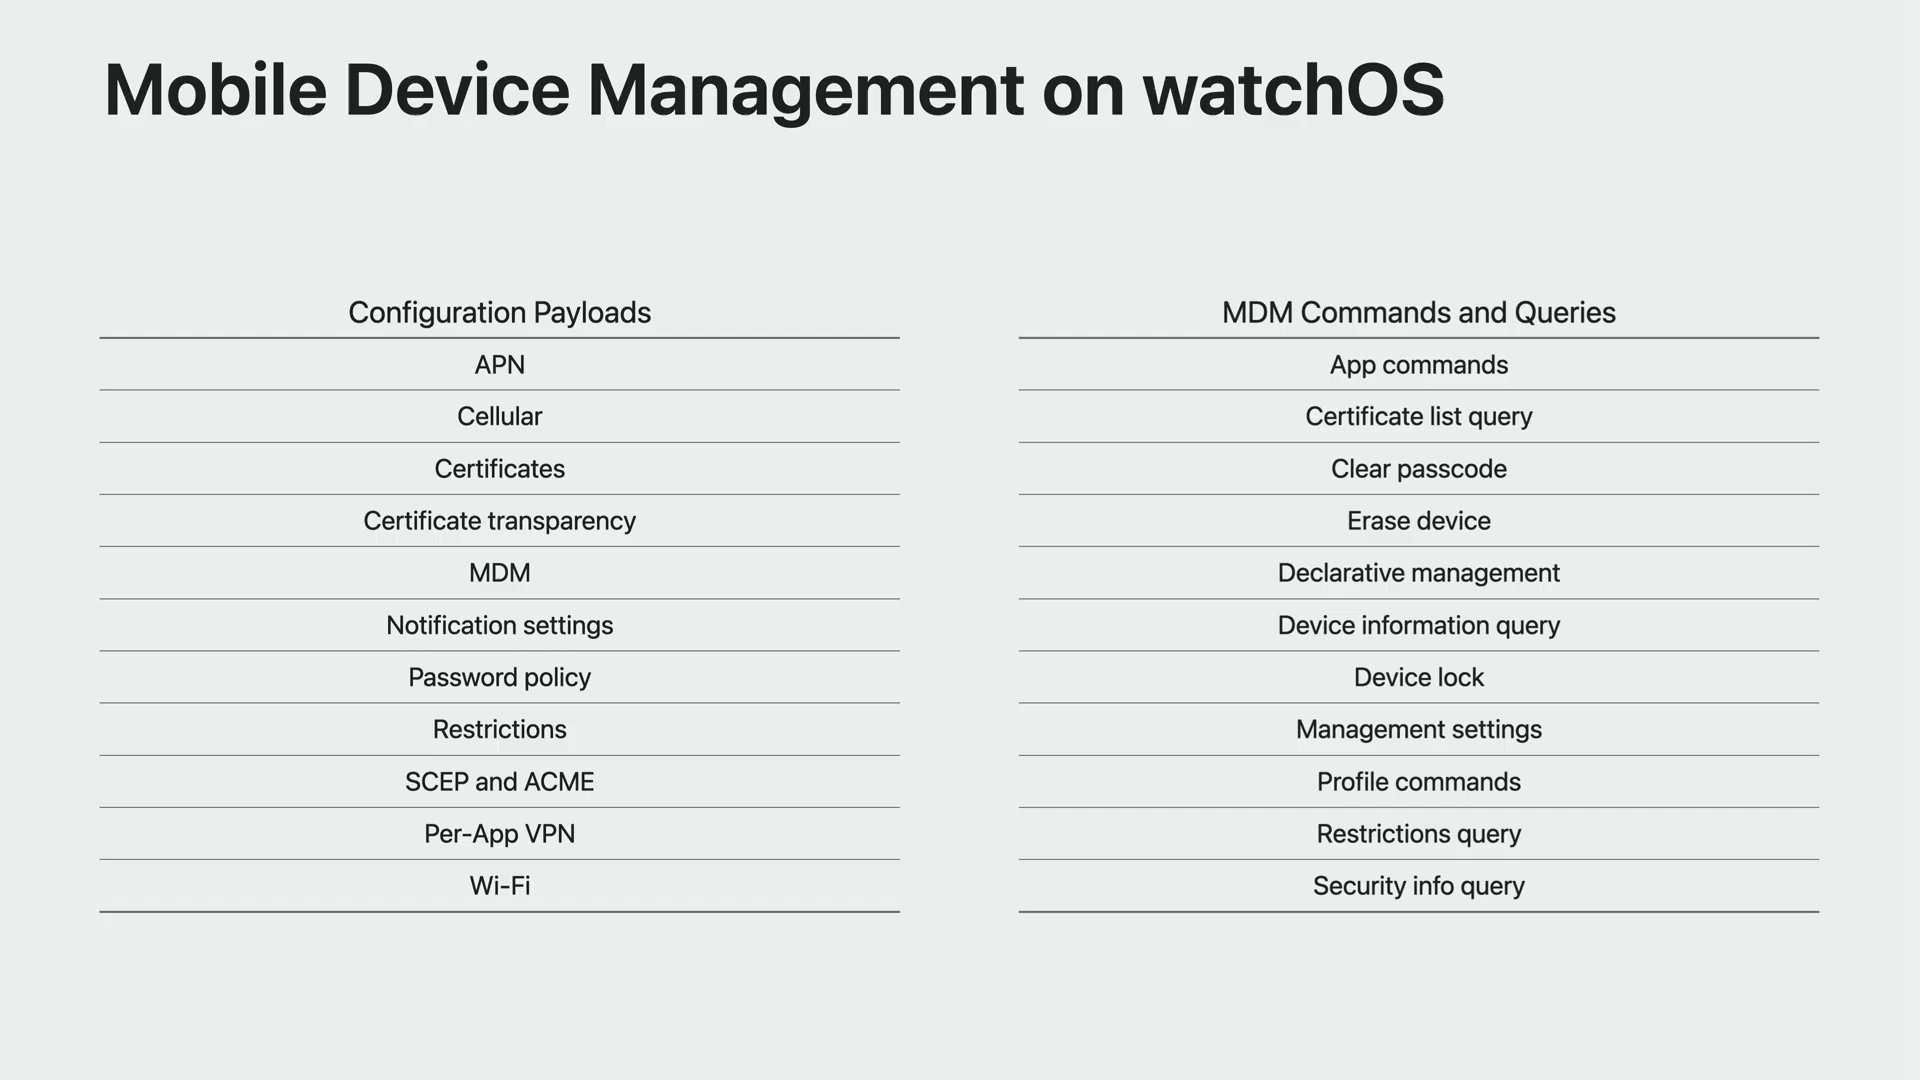 Mobile Device Management on watchOS
Configuration Payloads
APN
Cellular
Certificates
Certificate transparency
MDM
Notification settings
Password policy
Restrictions
SCEP and ACME
Per-App VPN
Wi-Fi
MDM Commands and Queries
App commands
Certificate list query
Clear passcode
Erase device
Declarative management
Device information query
Device lock
Management settings
Profile commands
Restrictions query
Security info query